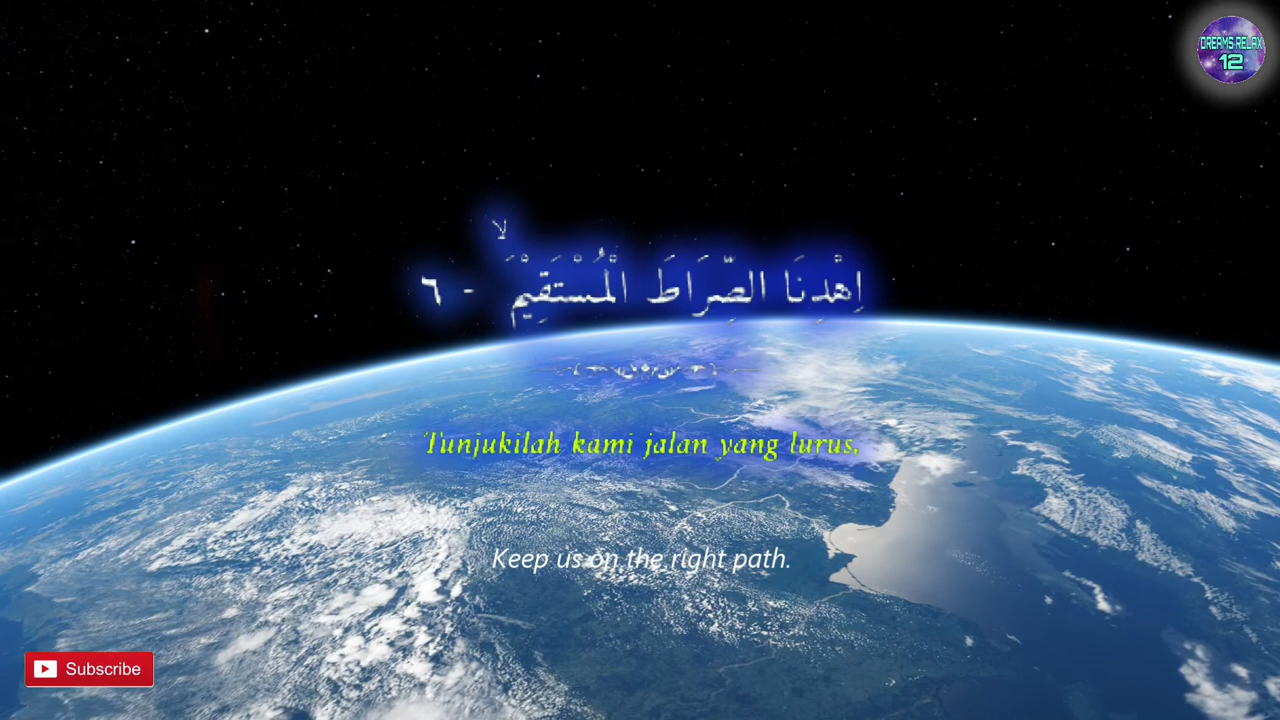 DREAMS RELAX
12
اِهْدِنَا الصِّرَاطَ الْمُسْتَقِيْمَ ۙ - ٦
Tunjukilah kami jalan yang lurus,
Keep us on the right path.
Subscribe